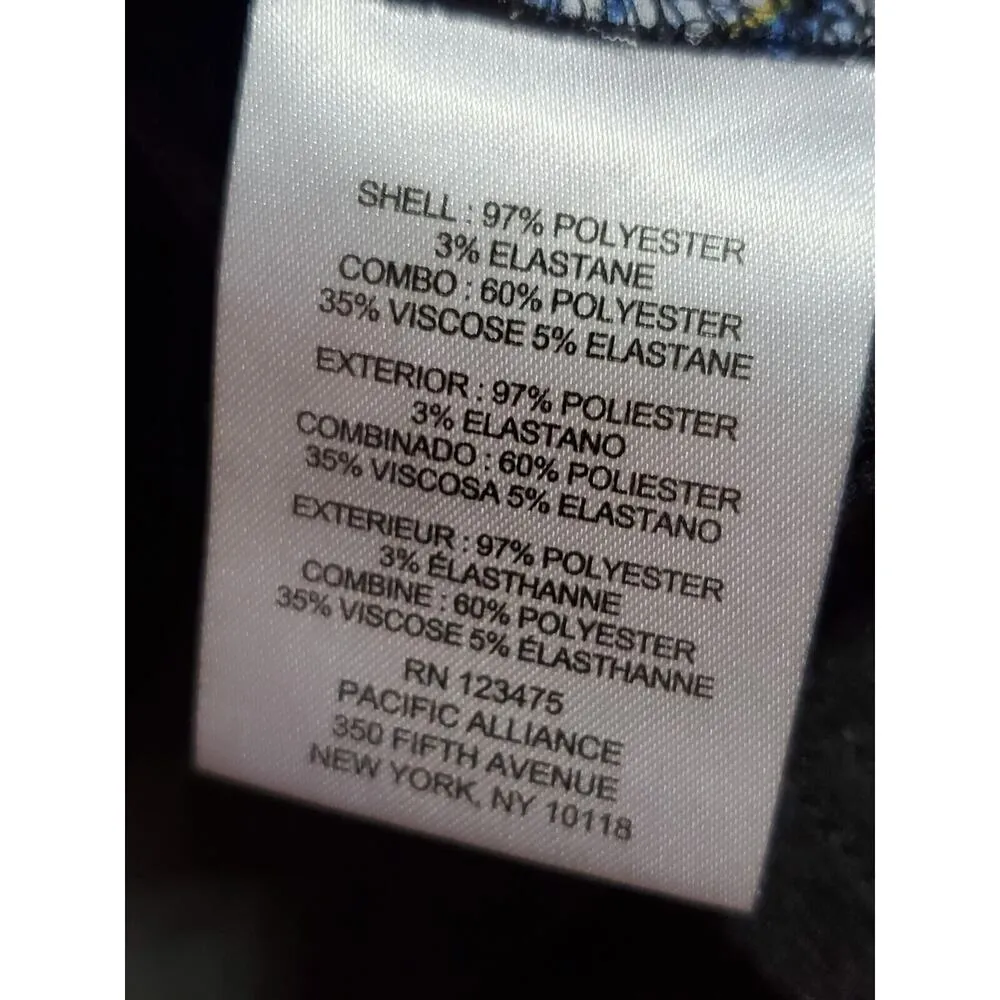 SHELL : 97% POLYESTER
3% ELASTANE
COMBO : 60% POLYESTER
35% VISCOSE 5% ELASTANE
EXTERIOR : 97% POLIESTER
3% ELASTANO
COMBINADO : 60% POLIESTER
35% VISCOSA 5% ELASTANO
EXTERIEUR : 97% POLYESTER
3% ÉLASTHANNE
COMBINE : 60% POLYESTER
35% VISCOSE 5% ÉLASTHANNE
RN 123475
PACIFIC ALLIANCE
350 FIFTH AVENUE
NEW YORK, NY 10118